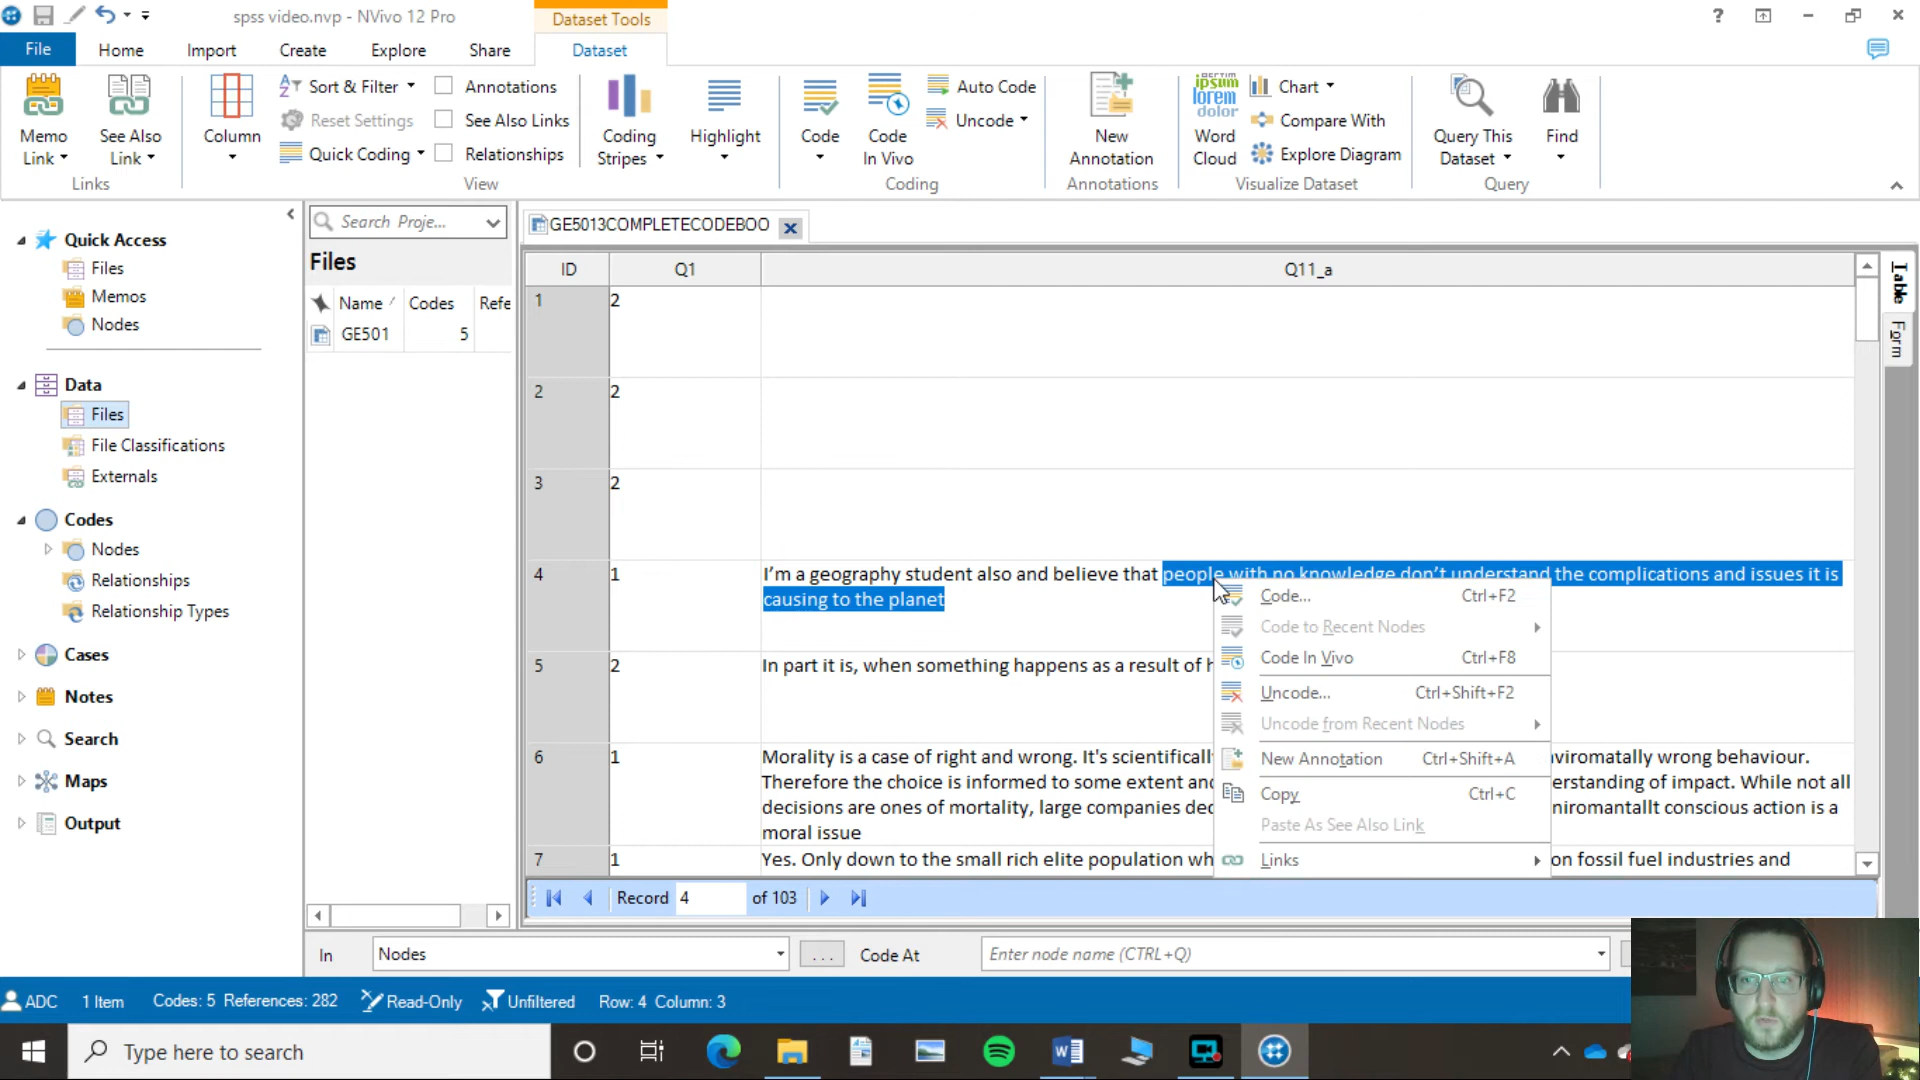 spss video.nvp - NVivo 12 Pro
Dataset Tools
File Home Import Create Explore Share Dataset
Memo Link
See Also Link
Links
Column
Sort & Filter
Reset Settings
Quick Coding
Annotations
See Also Links
Relationships
View
Coding Stripes
Highlight
Code
Code In Vivo
Auto Code
Uncode
Coding
New Annotation
Annotations
ipsum lorem dolor
Word Cloud
Chart
Compare With
Explore Diagram
Visualize Dataset
Query This Dataset
Find
Query
Quick Access
Files
Memos
Nodes
Data
Files
File Classifications
Externals
Codes
Nodes
Relationships
Relationship Types
Cases
Notes
Search
Maps
Output
Search Proje...
Files
Name Codes Refe
GE501 5
GE5013COMPLETECODEBOO
ID Q1 Q11_a
1 2
2 2
3 2
4 1 I'm a geography student also and believe that people with no knowledge don't understand the complications and issues it is
causing to the planet
5 2 In part it is, when something happens as a result of h
6 1 Morality is a case of right and wrong. It's scientifically nviromatally wrong behaviour.
Therefore the choice is informed to some extent and erstanding of impact. While not all
decisions are ones of mortality, large companies dec niromantallt conscious action is a
moral issue
7 1 Yes. Only down to the small rich elite population wh on fossil fuel industries and
Code... Ctrl+F2
Code to Recent Nodes
Code In Vivo Ctrl+F8
Uncode... Ctrl+Shift+F2
Uncode from Recent Nodes
New Annotation Ctrl+Shift+A
Copy Ctrl+C
Paste As See Also Link
Links
Table
Form
Record 4 of 103
In Nodes ... Code At Enter node name (CTRL+Q)
ADC 1 Item Codes: 5 References: 282 Read-Only Unfiltered Row: 4 Column: 3
Type here to search